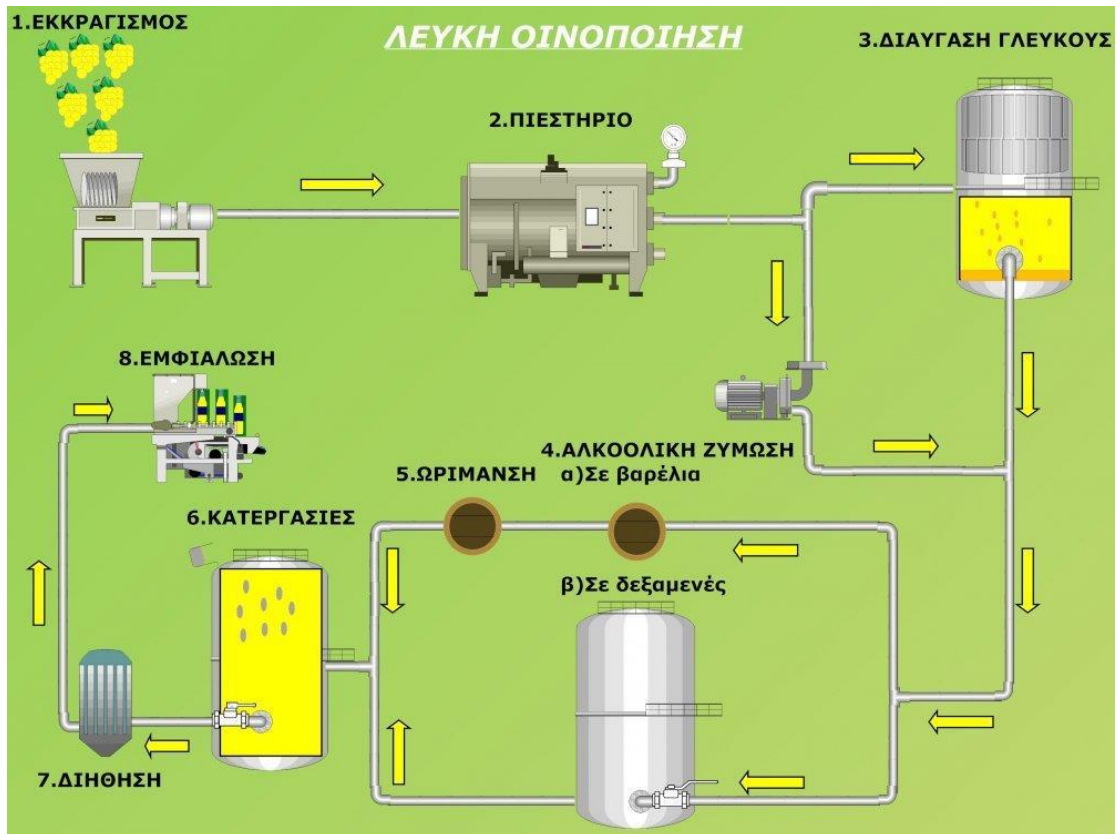 ΛΕΥΚΗ ΟΙΝΟΠΟΙΗΣΗ
1.ΕΚΚΡΑΓΙΣΜΟΣ
2.ΠΙΕΣΤΗΡΙΟ
3.ΔΙΑΥΓΑΣΗ ΓΛΕΥΚΟΥΣ
4.ΑΛΚΟΟΛΙΚΗ ΖΥΜΩΣΗ
α)Σε βαρέλια
β)Σε δεξαμενές
5.ΩΡΙΜΑΝΣΗ
6.ΚΑΤΕΡΓΑΣΙΕΣ
7.ΔΙΗΘΗΣΗ
8.ΕΜΦΙΑΛΩΣΗ